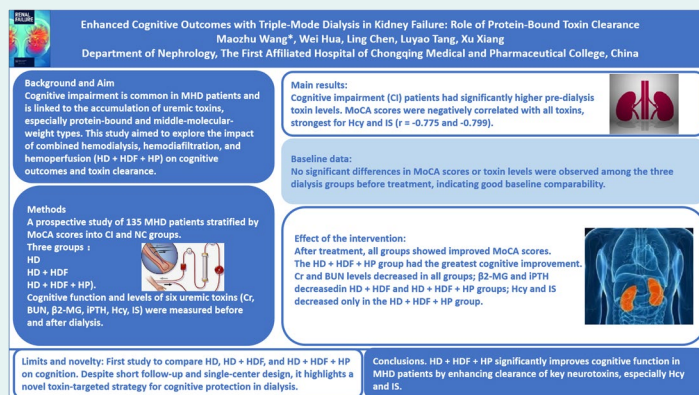 RENAL
FAILURE
Enhanced Cognitive Outcomes with Triple-Mode Dialysis in Kidney Failure: Role of Protein-Bound Toxin Clearance
Maozhu Wang*, Wei Hua, Ling Chen, Luyao Tang, Xu Xiang
Department of Nephrology, The First Affiliated Hospital of Chongqing Medical and Pharmaceutical College, China
Background and Aim
Cognitive impairment is common in MHD patients and
is linked to the accumulation of uremic toxins,
especially protein-bound and middle-molecular-
weight types. This study aimed to explore the impact
of combined hemodialysis, hemodiafiltration, and
hemoperfusion (HD + HDF + HP) on cognitive
outcomes and toxin clearance.
Methods
A prospective study of 135 MHD patients stratified by
MoCA scores into CI and NC groups.
Three groups：
HD
HD + HDF
HD + HDF + HP).
Cognitive function and levels of six uremic toxins (Cr,
BUN, β2-MG, iPTH, Hcy, IS) were measured before
and after dialysis.
Main results:
Cognitive impairment (CI) patients had significantly higher pre-dialysis
toxin levels. MoCA scores were negatively correlated with all toxins,
strongest for Hcy and IS (r = -0.775 and -0.799).
Baseline data:
No significant differences in MoCA scores or toxin levels were observed among the three
dialysis groups before treatment, indicating good baseline comparability.
Effect of the intervention:
After treatment, all groups showed improved MoCA scores.
The HD + HDF + HP group had the greatest cognitive improvement.
Cr and BUN levels decreased in all groups; β2-MG and iPTH
decreasedin HD + HDF and HD + HDF + HP groups; Hcy and IS
decreased only in the HD + HDF + HP group.
Limits and novelty: First study to compare HD, HD + HDF, and HD + HDF + HP
on cognition. Despite short follow-up and single-center design, it highlights a
novel toxin-targeted strategy for cognitive protection in dialysis.
Conclusions. HD + HDF + HP significantly improves cognitive function in
MHD patients by enhancing clearance of key neurotoxins, especially Hcy
and IS.